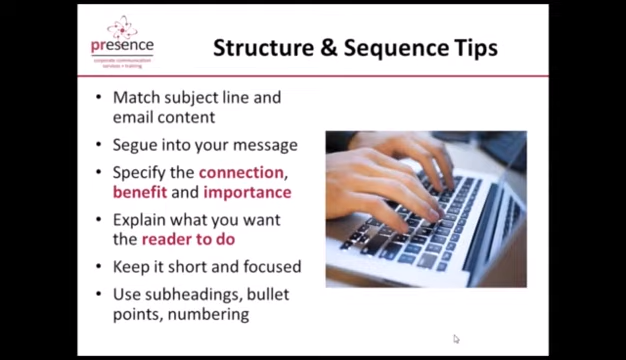 presence
corporate communication
services + training
Structure & Sequence Tips
• Match subject line and
email content
• Segue into your message
• Specify the connection,
benefit and importance
• Explain what you want
the reader to do
• Keep it short and focused
• Use subheadings, bullet
points, numbering